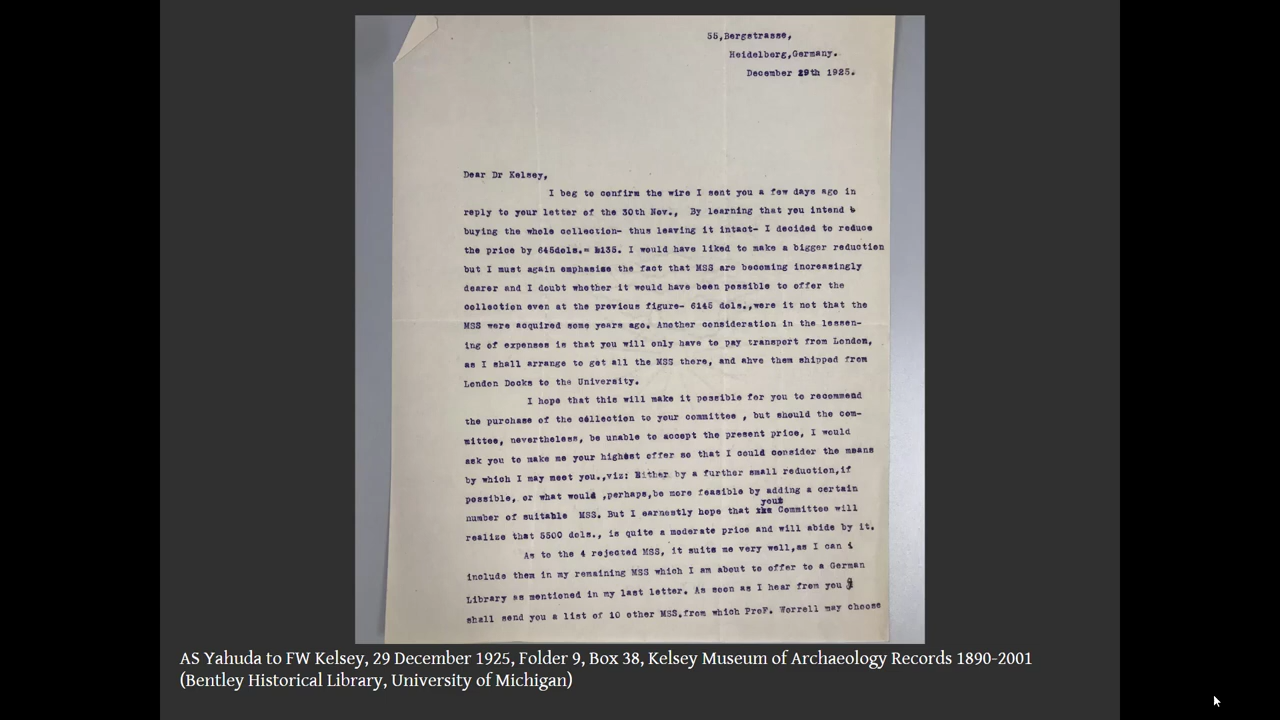 55,Bergstrasse,
Heidelberg,Germany.
December 29th 1925.
Dear Dr Kelsey,
I beg to confirm the wire I sent you a few days ago in
reply to your letter of the 30th Nov., By learning that you intend
buying the whole collection- thus leaving it intact- I decided to reduce
the price by 645dols.= £135. I would have liked to make a bigger reduction
but I must again emphasise the fact that MSS are becoming increasingly
dearer and I doubt whether it would have been possible to offer the
collection even at the previous figure- 6145 dols.,were it not that the
MSS were acquired some years ago. Another consideration in the lessen-
ing of expenses is that you will only have to pay transport from London,
as I shall arrange to get all the MSS there, and ahve them shipped from
London Docks to the University.
I hope that this will make it possible for you to recommend
the purchase of the collection to your committee , but should the com-
mittee, nevertheless, be unable to accept the present price, I would
ask you to make me your highest offer so that I could consider the means
by which I may meet you.,viz: Either by a further small reduction,if
possible, or what would ,perhaps,be more feasible by adding a certain
number of suitable MSS. But I earnestly hope that your Committee will
realize that 5500 dols., is quite a moderate price and will abide by it.
As to the 4 rejected MSS, it suits me very well,as I can
include them in my remaining MSS which I am about to offer to a German
Library as mentioned in my last letter. As soon as I hear from you I
shall send you a list of 10 other MSS.from which ProF. Worrell may choose
AS Yahuda to FW Kelsey, 29 December 1925, Folder 9, Box 38, Kelsey Museum of Archaeology Records 1890-2001
(Bentley Historical Library, University of Michigan)